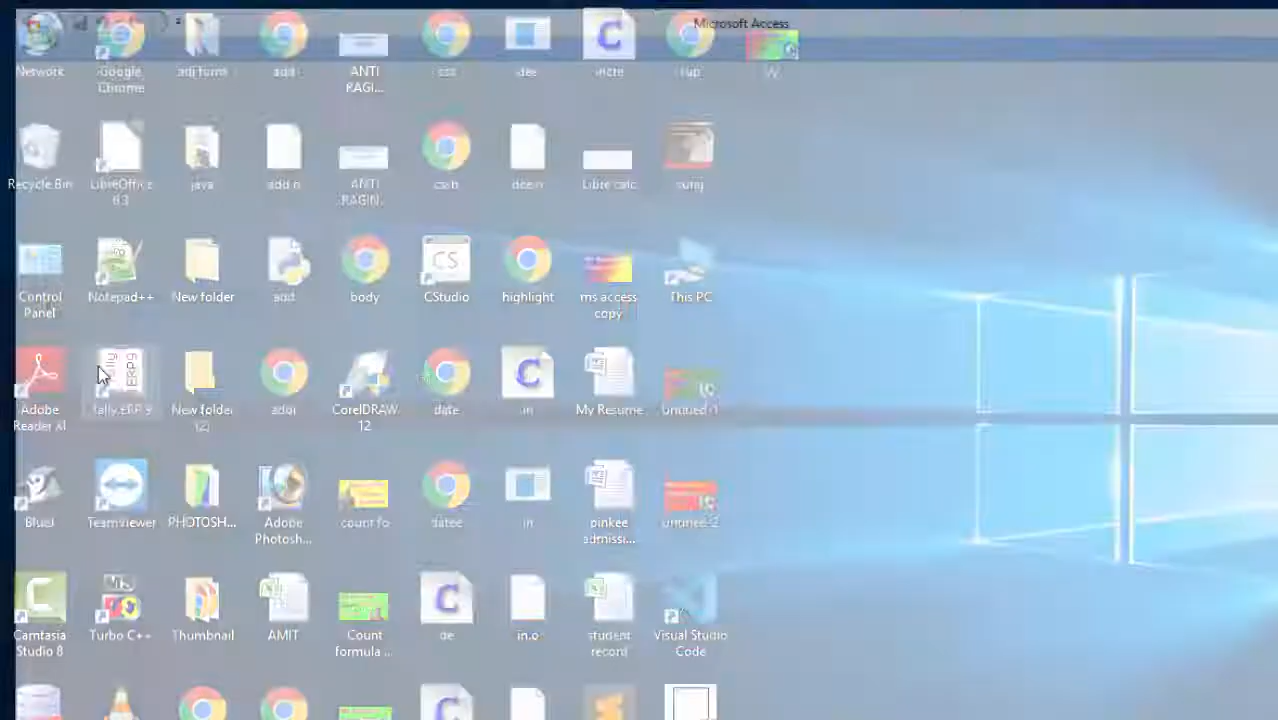 Microsoft Access
Network
Google
Chrome
adj form
add
ANTI
RAGI...
css
dee
incre
sup
W
Recycle Bin
LibreOffice
6.3
java
add.o
ANTI
RAGIN...
dee.o
Libre calc
suraj
Control
Panel
Notepad++
New folder
add
body
CS
CStudio
highlight
ms access
copy
This PC
Adobe
Reader XI
Tally.ERP 9
New folder
(2)
CorelDRAW
12
date
in
My Resume
Untitled-1
BlueJ
TeamViewer
PHOTOSH...
Adobe
Photosh...
count fo
datee
in
pinkee
admissi...
untitled-2
Camtasia
Studio 8
Turbo C++
Thumbnail
AMIT
Count
formula ...
de
in.o
student
record
Visual Studio
Code